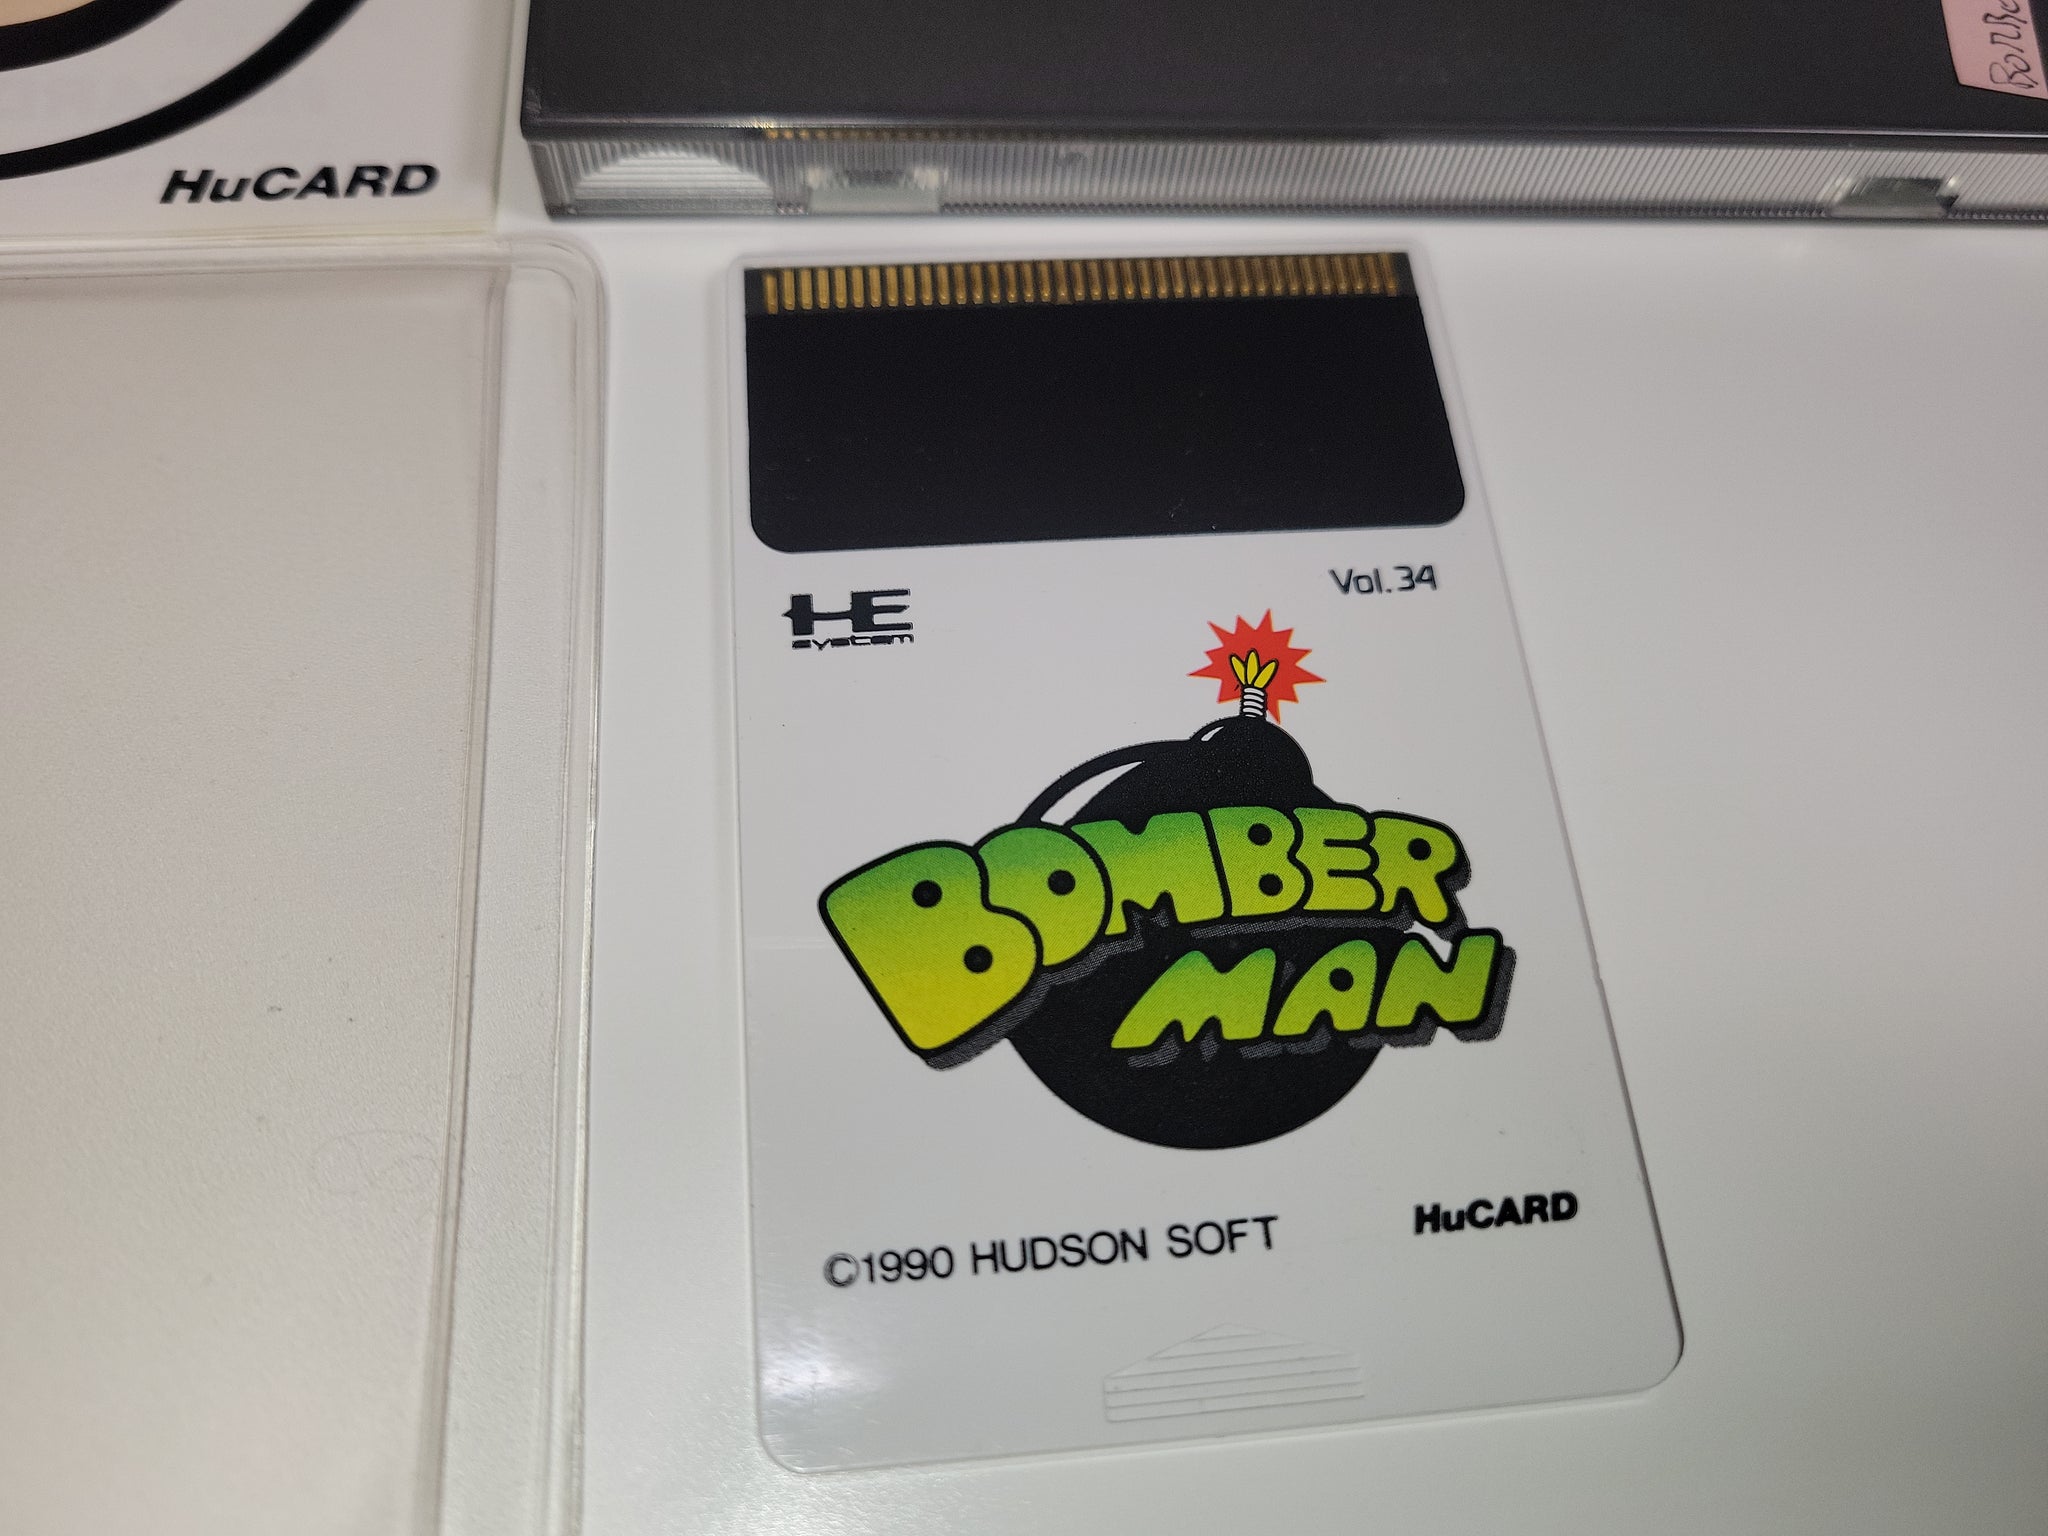 HuCARD
HE
system
Vol.34
BOMBER
MAN
©1990 HUDSON SOFT
HuCARD